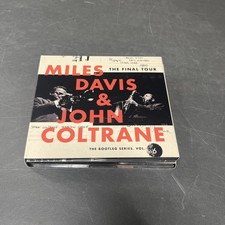 THE FINAL TOUR
MILES
DAVIS
& JOHN
COLTRANE
THE BOOTLEG SERIES, VOL. 6